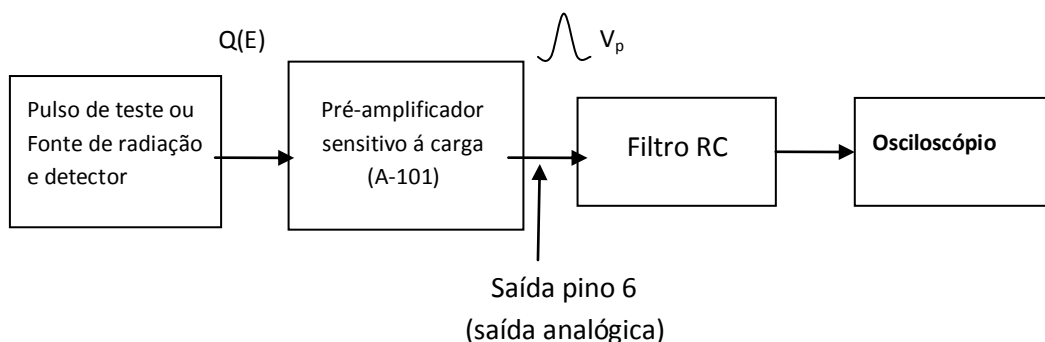 Q(E)
V_p
Pulso de teste ou
Fonte de radiação
e detector
Pré-amplificador
sensitivo á carga
(A-101)
Filtro RC
Osciloscópio
Saída pino 6
(saída analógica)